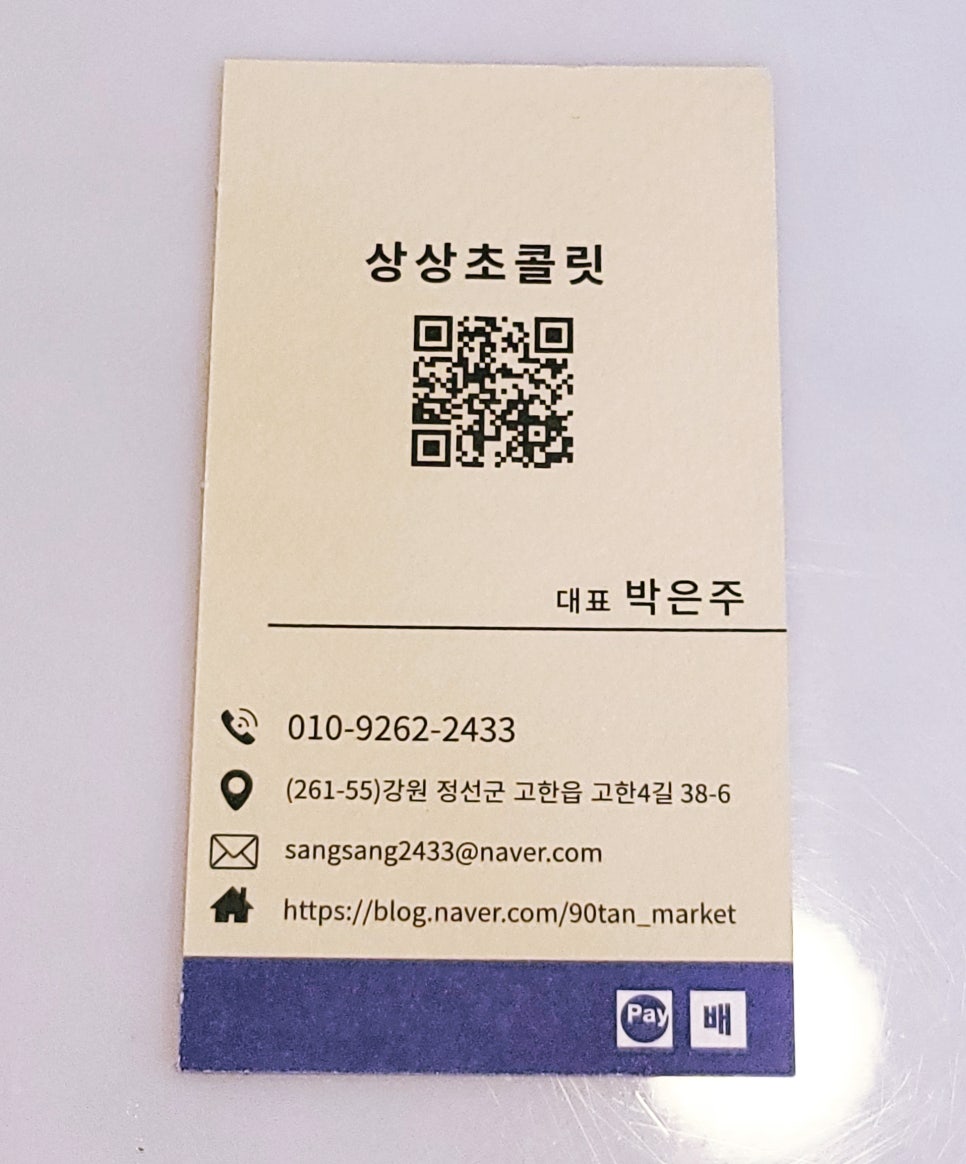 상상초콜릿
대표 박은주
010-9262-2433
(261-55)강원 정선군 고한읍 고한4길 38-6
sangsang2433@naver.com
https://blog.naver.com/90tan_market
Pay 배